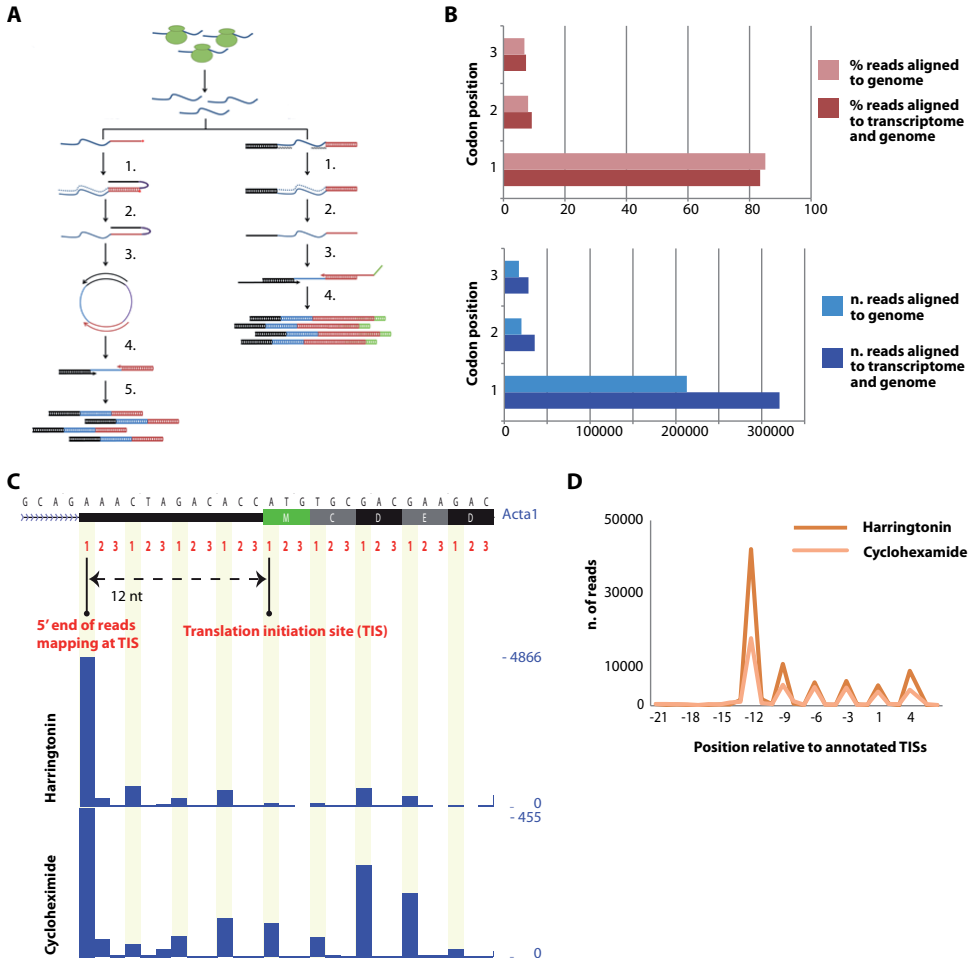 A
1.
2.
3.
4.
5.
1.
2.
3.
4.
B
Codon position
3
2
1
0 20 40 60 80 100
% reads aligned
to genome
% reads aligned
to transcriptome
and genome
Codon position
3
2
1
0 100000 200000 300000
n. reads aligned
to genome
n. reads aligned
to transcriptome
and genome
C
G C A G A A A C T A G A C A C C A T G T G C G A C G A A G A C
M C D E D
Acta1
1 2 3 1 2 3 1 2 3 1 2 3 1 2 3 1 2 3 1 2 3 1 2 3 1 2 3
12 nt
5' end of reads
mapping at TIS
Translation initiation site (TIS)
- 4866
Harringtonin
- 0
- 455
Cycloheximide
- 0
D
n. of reads
50000
30000
10000
0
Harringtonin
Cyclohexamide
-21 -18 -15 -12 -9 -6 -3 1 4
Position relative to annotated TISs